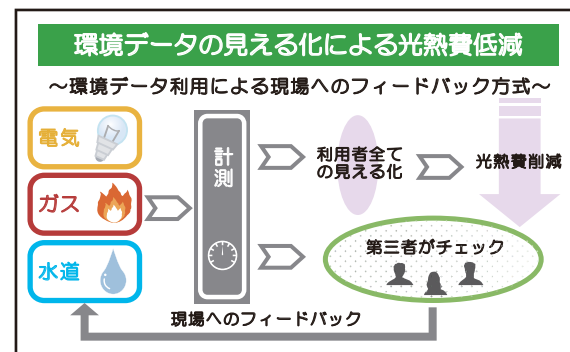 環境データの見える化による光熱費低減
～環境データ利用による現場へのフィードバック方式～
電気
ガス
水道
計測
利用者全て
の見える化
光熱費削減
第三者がチェック
現場へのフィードバック